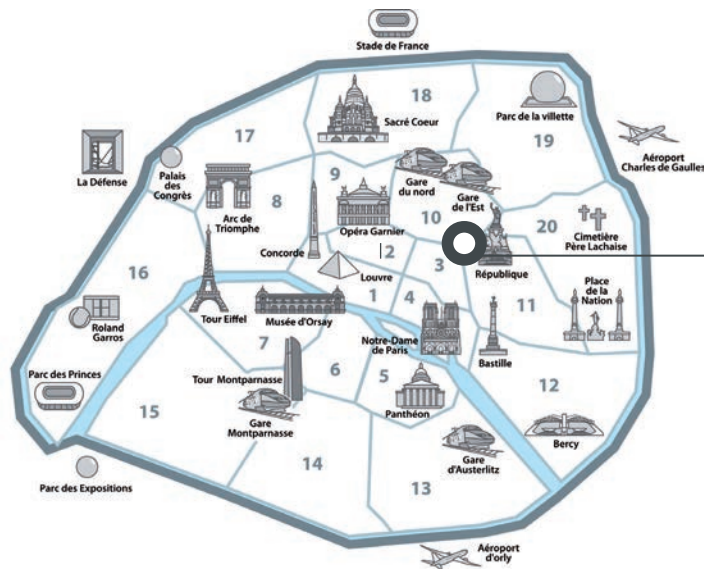 Stade de France
18
Sacré Coeur
Parc de la villette
17
19
La Défense
Palais
des
Congrès
Aéroport
Charles de Gaulles
9
Gare
du nord
Gare
de l'Est
8
Arc de
Triomphe
Opéra Garnier
10
20
Cimetière
Père Lachaise
Concorde
2
3
République
16
Louvre
Place
de la
Nation
1
4
11
Tour Eiffel
Musée d'Orsay
Roland
Garros
7
Notre-Dame
de Paris
Bastille
Parc des Princes
Tour Montparnasse
6
5
12
Panthéon
15
Gare
Montparnasse
Bercy
Gare
d'Austerlitz
14
13
Parc des Expositions
Aéroport
d'orly